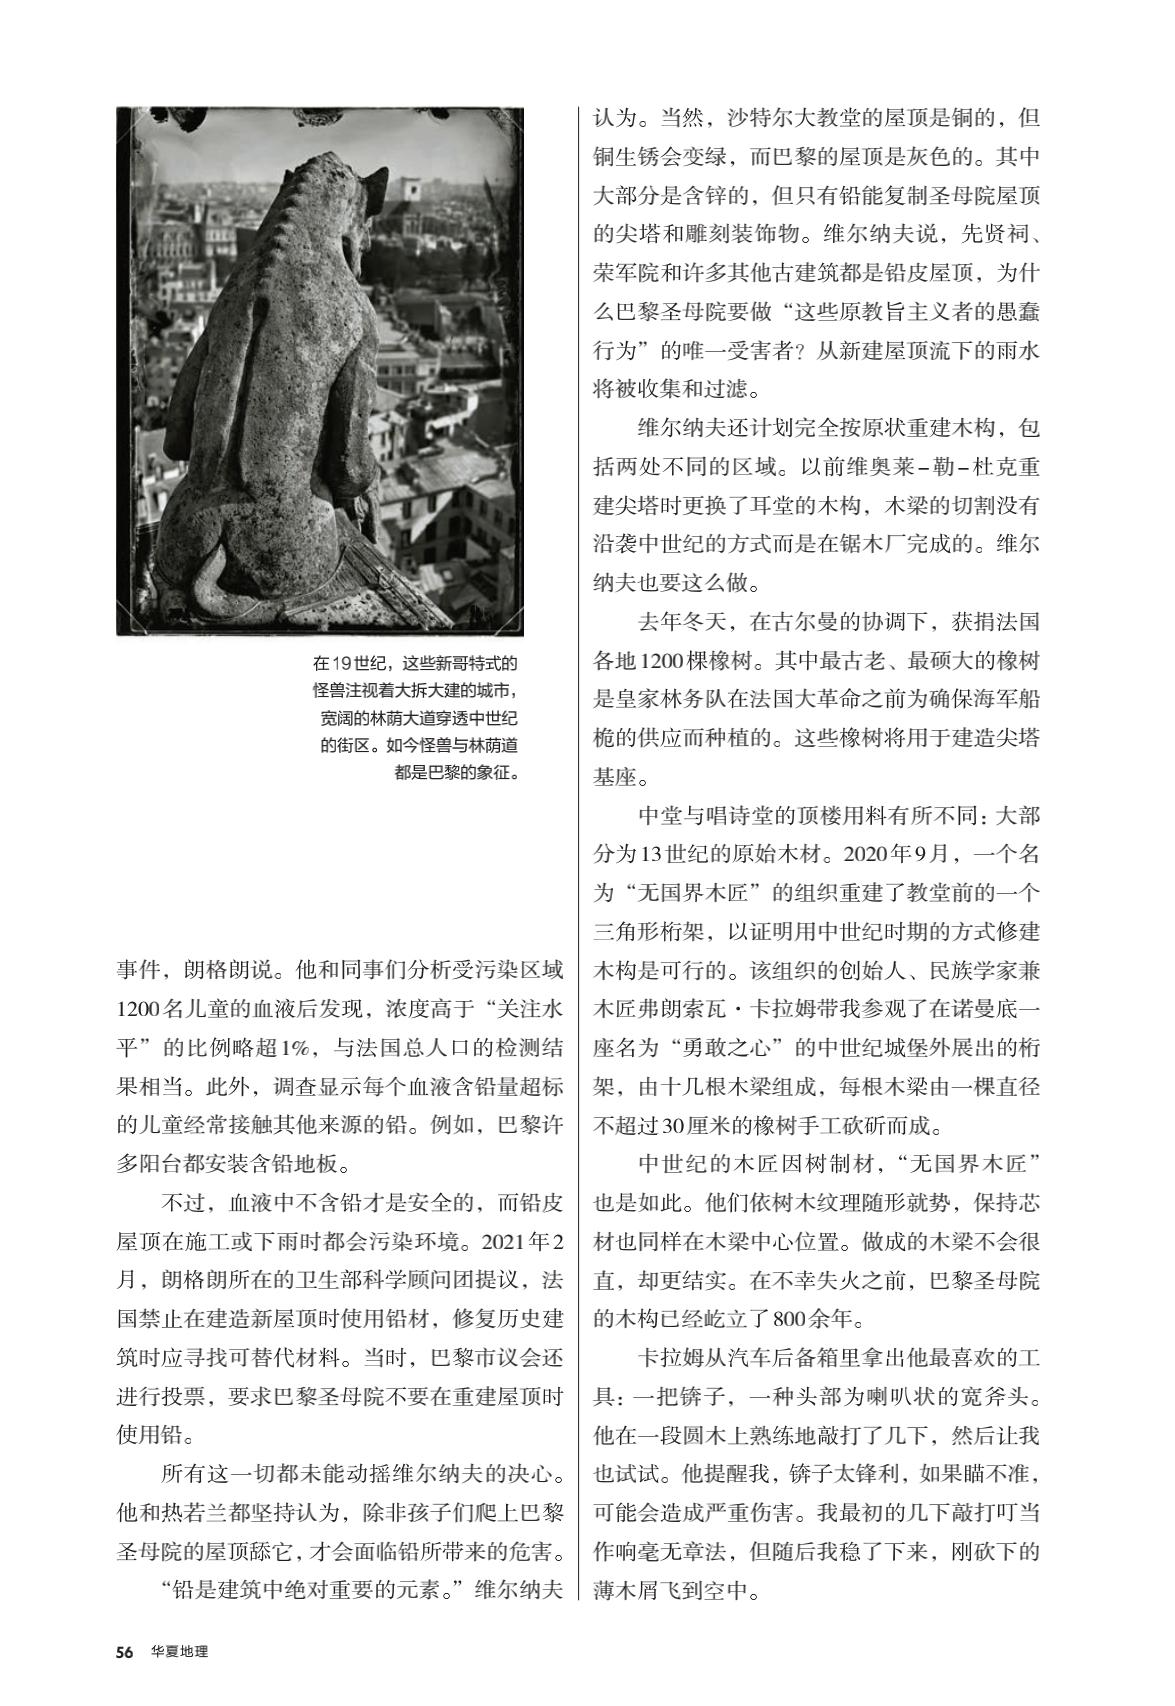 在19世纪，这些新哥特式的
怪兽注视着大拆大建的城市，
宽阔的林荫大道穿透中世纪
的街区。如今怪兽与林荫道
都是巴黎的象征。
事件，朗格朗说。他和同事们分析受污染区域
1200名儿童的血液后发现，浓度高于“关注水
平”的比例略超1%，与法国总人口的检测结
果相当。此外，调查显示每个血液含铅量超标
的儿童经常接触其他来源的铅。例如，巴黎许
多阳台都安装含铅地板。
不过，血液中不含铅才是安全的，而铅皮
屋顶在施工或下雨时都会污染环境。2021年2
月，朗格朗所在的卫生部科学顾问团提议，法
国禁止在建造新屋顶时使用铅材，修复历史建
筑时应寻找可替代材料。当时，巴黎市议会还
进行投票，要求巴黎圣母院不要在重建屋顶时
使用铅。
所有这一切都未能动摇维尔纳夫的决心。
他和热若兰都坚持认为，除非孩子们爬上巴黎
圣母院的屋顶舔它，才会面临铅所带来的危害。
“铅是建筑中绝对重要的元素。”维尔纳夫
认为。当然，沙特尔大教堂的屋顶是铜的，但
铜生锈会变绿，而巴黎的屋顶是灰色的。其中
大部分是含锌的，但只有铅能复制圣母院屋顶
的尖塔和雕刻装饰物。维尔纳夫说，先贤祠、
荣军院和许多其他古建筑都是铅皮屋顶，为什
么巴黎圣母院要做“这些原教旨主义者的愚蠢
行为”的唯一受害者？从新建屋顶流下的雨水
将被收集和过滤。
维尔纳夫还计划完全按原状重建木构，包
括两处不同的区域。以前维奥莱–勒–杜克重
建尖塔时更换了耳堂的木构，木梁的切割没有
沿袭中世纪的方式而是在锯木厂完成的。维尔
纳夫也要这么做。
去年冬天，在古尔曼的协调下，获捐法国
各地1200棵橡树。其中最古老、最硕大的橡树
是皇家林务队在法国大革命之前为确保海军船
桅的供应而种植的。这些橡树将用于建造尖塔
基座。
中堂与唱诗堂的顶楼用料有所不同：大部
分为13世纪的原始木材。2020年9月，一个名
为“无国界木匠”的组织重建了教堂前的一个
三角形桁架，以证明用中世纪时期的方式修建
木构是可行的。该组织的创始人、民族学家兼
木匠弗朗索瓦·卡拉姆带我参观了在诺曼底一
座名为“勇敢之心”的中世纪城堡外展出的桁
架，由十几根木梁组成，每根木梁由一棵直径
不超过30厘米的橡树手工砍斫而成。
中世纪的木匠因树制材，“无国界木匠”
也是如此。他们依树木纹理随形就势，保持芯
材也同样在木梁中心位置。做成的木梁不会很
直，却更结实。在不幸失火之前，巴黎圣母院
的木构已经屹立了800余年。
卡拉姆从汽车后备箱里拿出他最喜欢的工
具：一把锛子，一种头部为喇叭状的宽斧头。
他在一段圆木上熟练地敲打了几下，然后让我
也试试。他提醒我，锛子太锋利，如果瞄不准，
可能会造成严重伤害。我最初的几下敲打叮当
作响毫无章法，但随后我稳了下来，刚砍下的
薄木屑飞到空中。
56 华夏地理